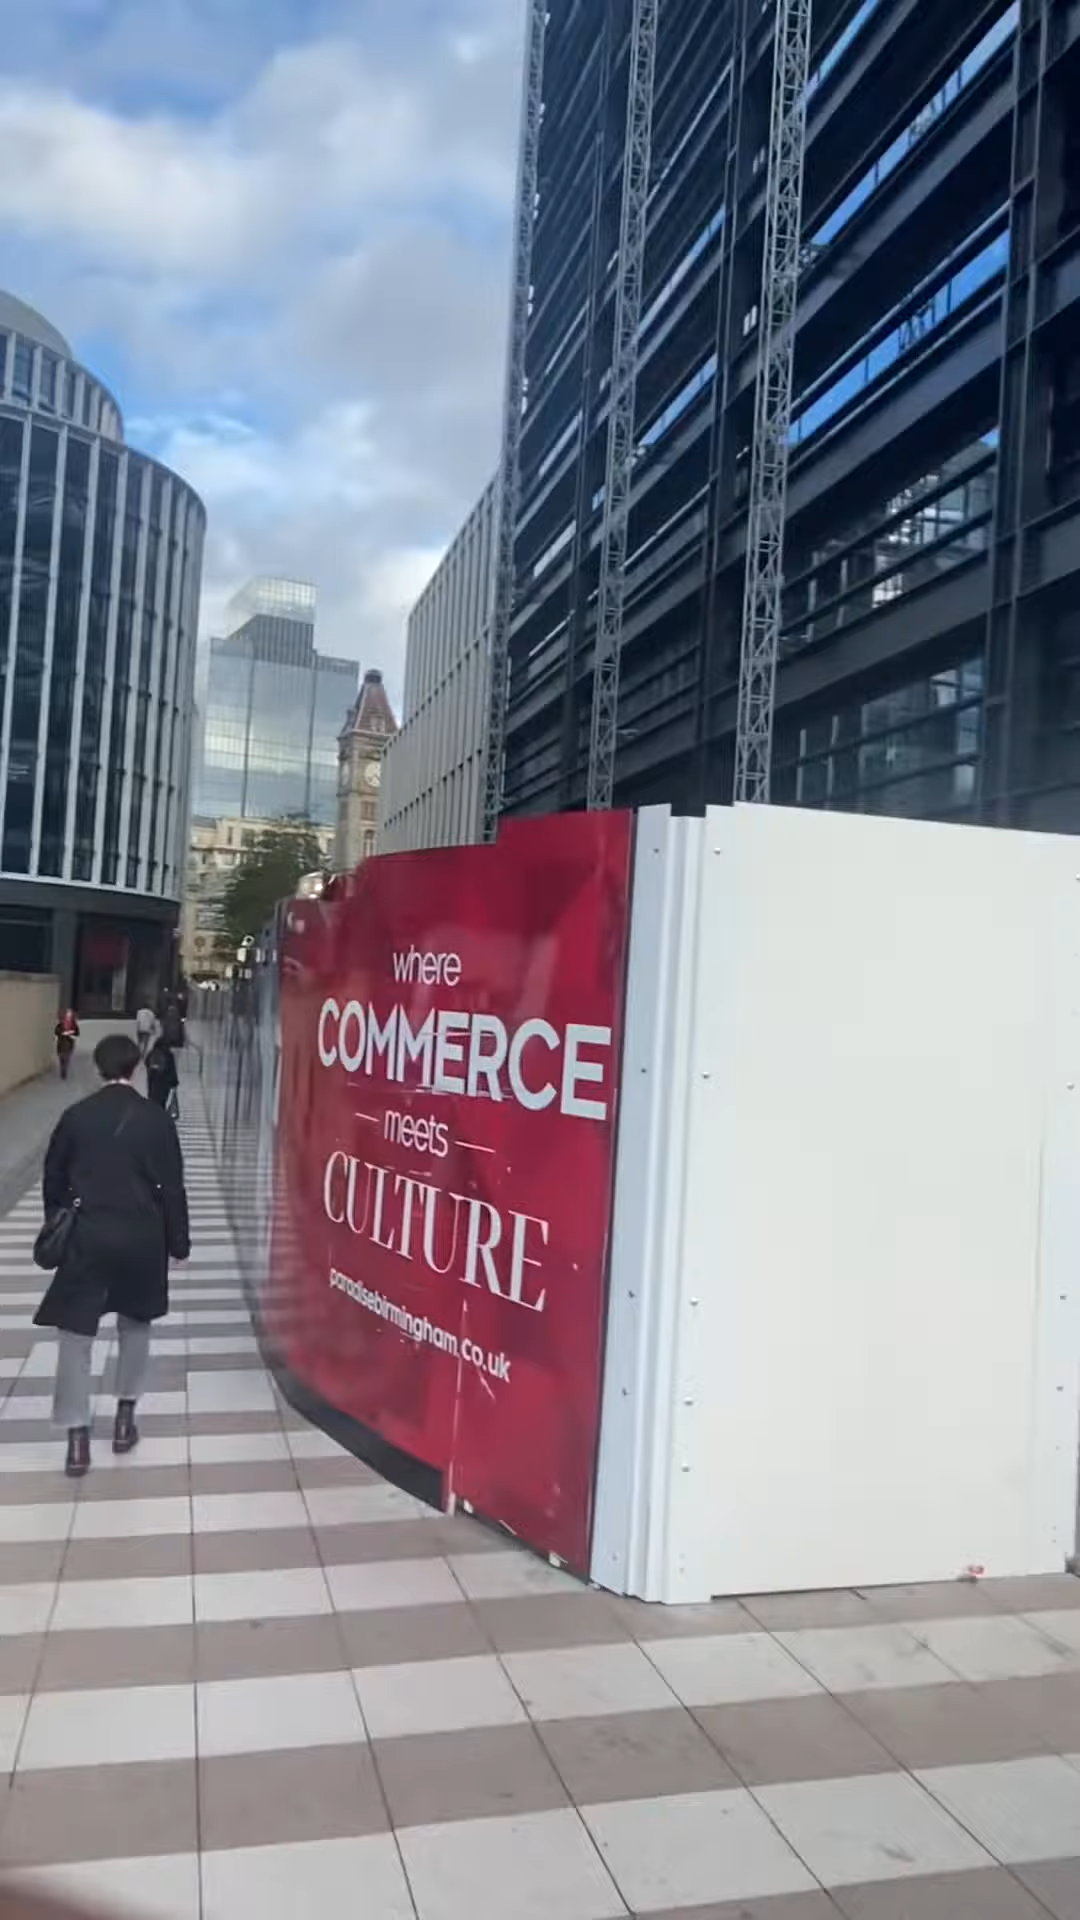 where
COMMERCE
— meets —
CULTURE
paradisebirmingham.co.uk